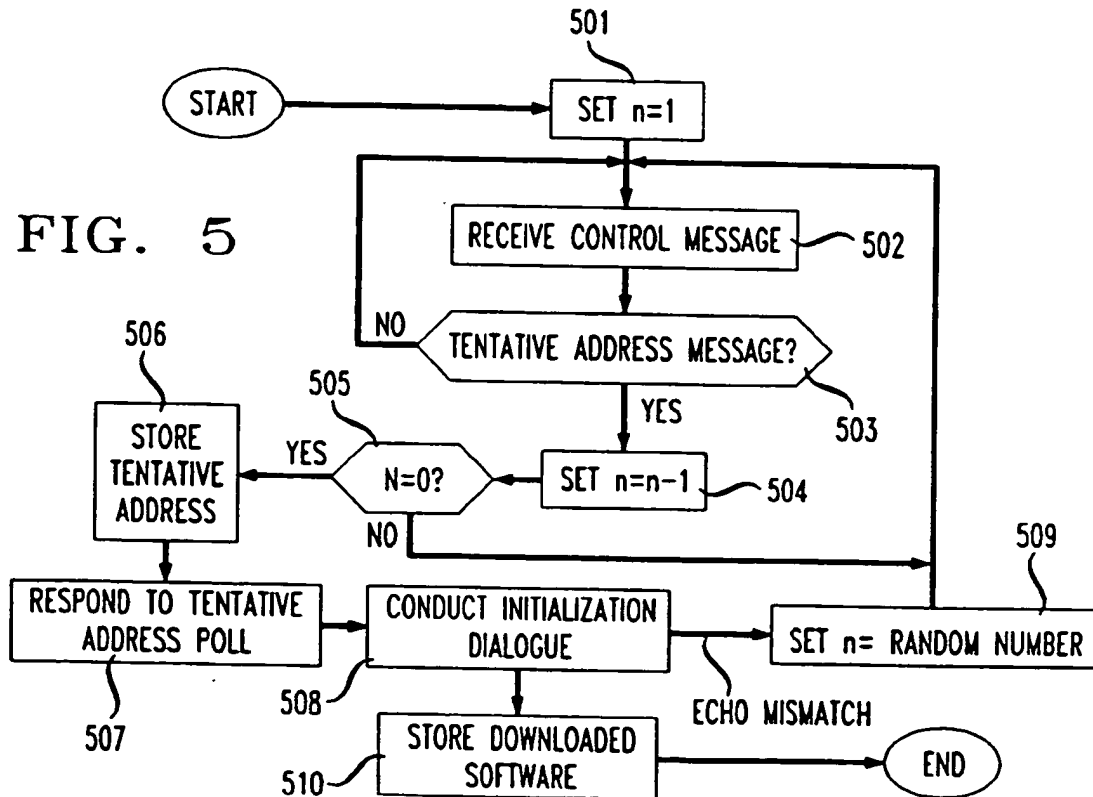 501
START
SET n=1
FIG. 5
RECEIVE CONTROL MESSAGE
502
NO
TENTATIVE ADDRESS MESSAGE?
503
YES
506
505
STORE
TENTATIVE
ADDRESS
YES
N=0?
SET n=n-1
504
NO
509
RESPOND TO TENTATIVE
ADDRESS POLL
507
CONDUCT INITIALIZATION
DIALOGUE
508
SET n= RANDOM NUMBER
ECHO MISMATCH
STORE DOWNLOADED
SOFTWARE
510
END